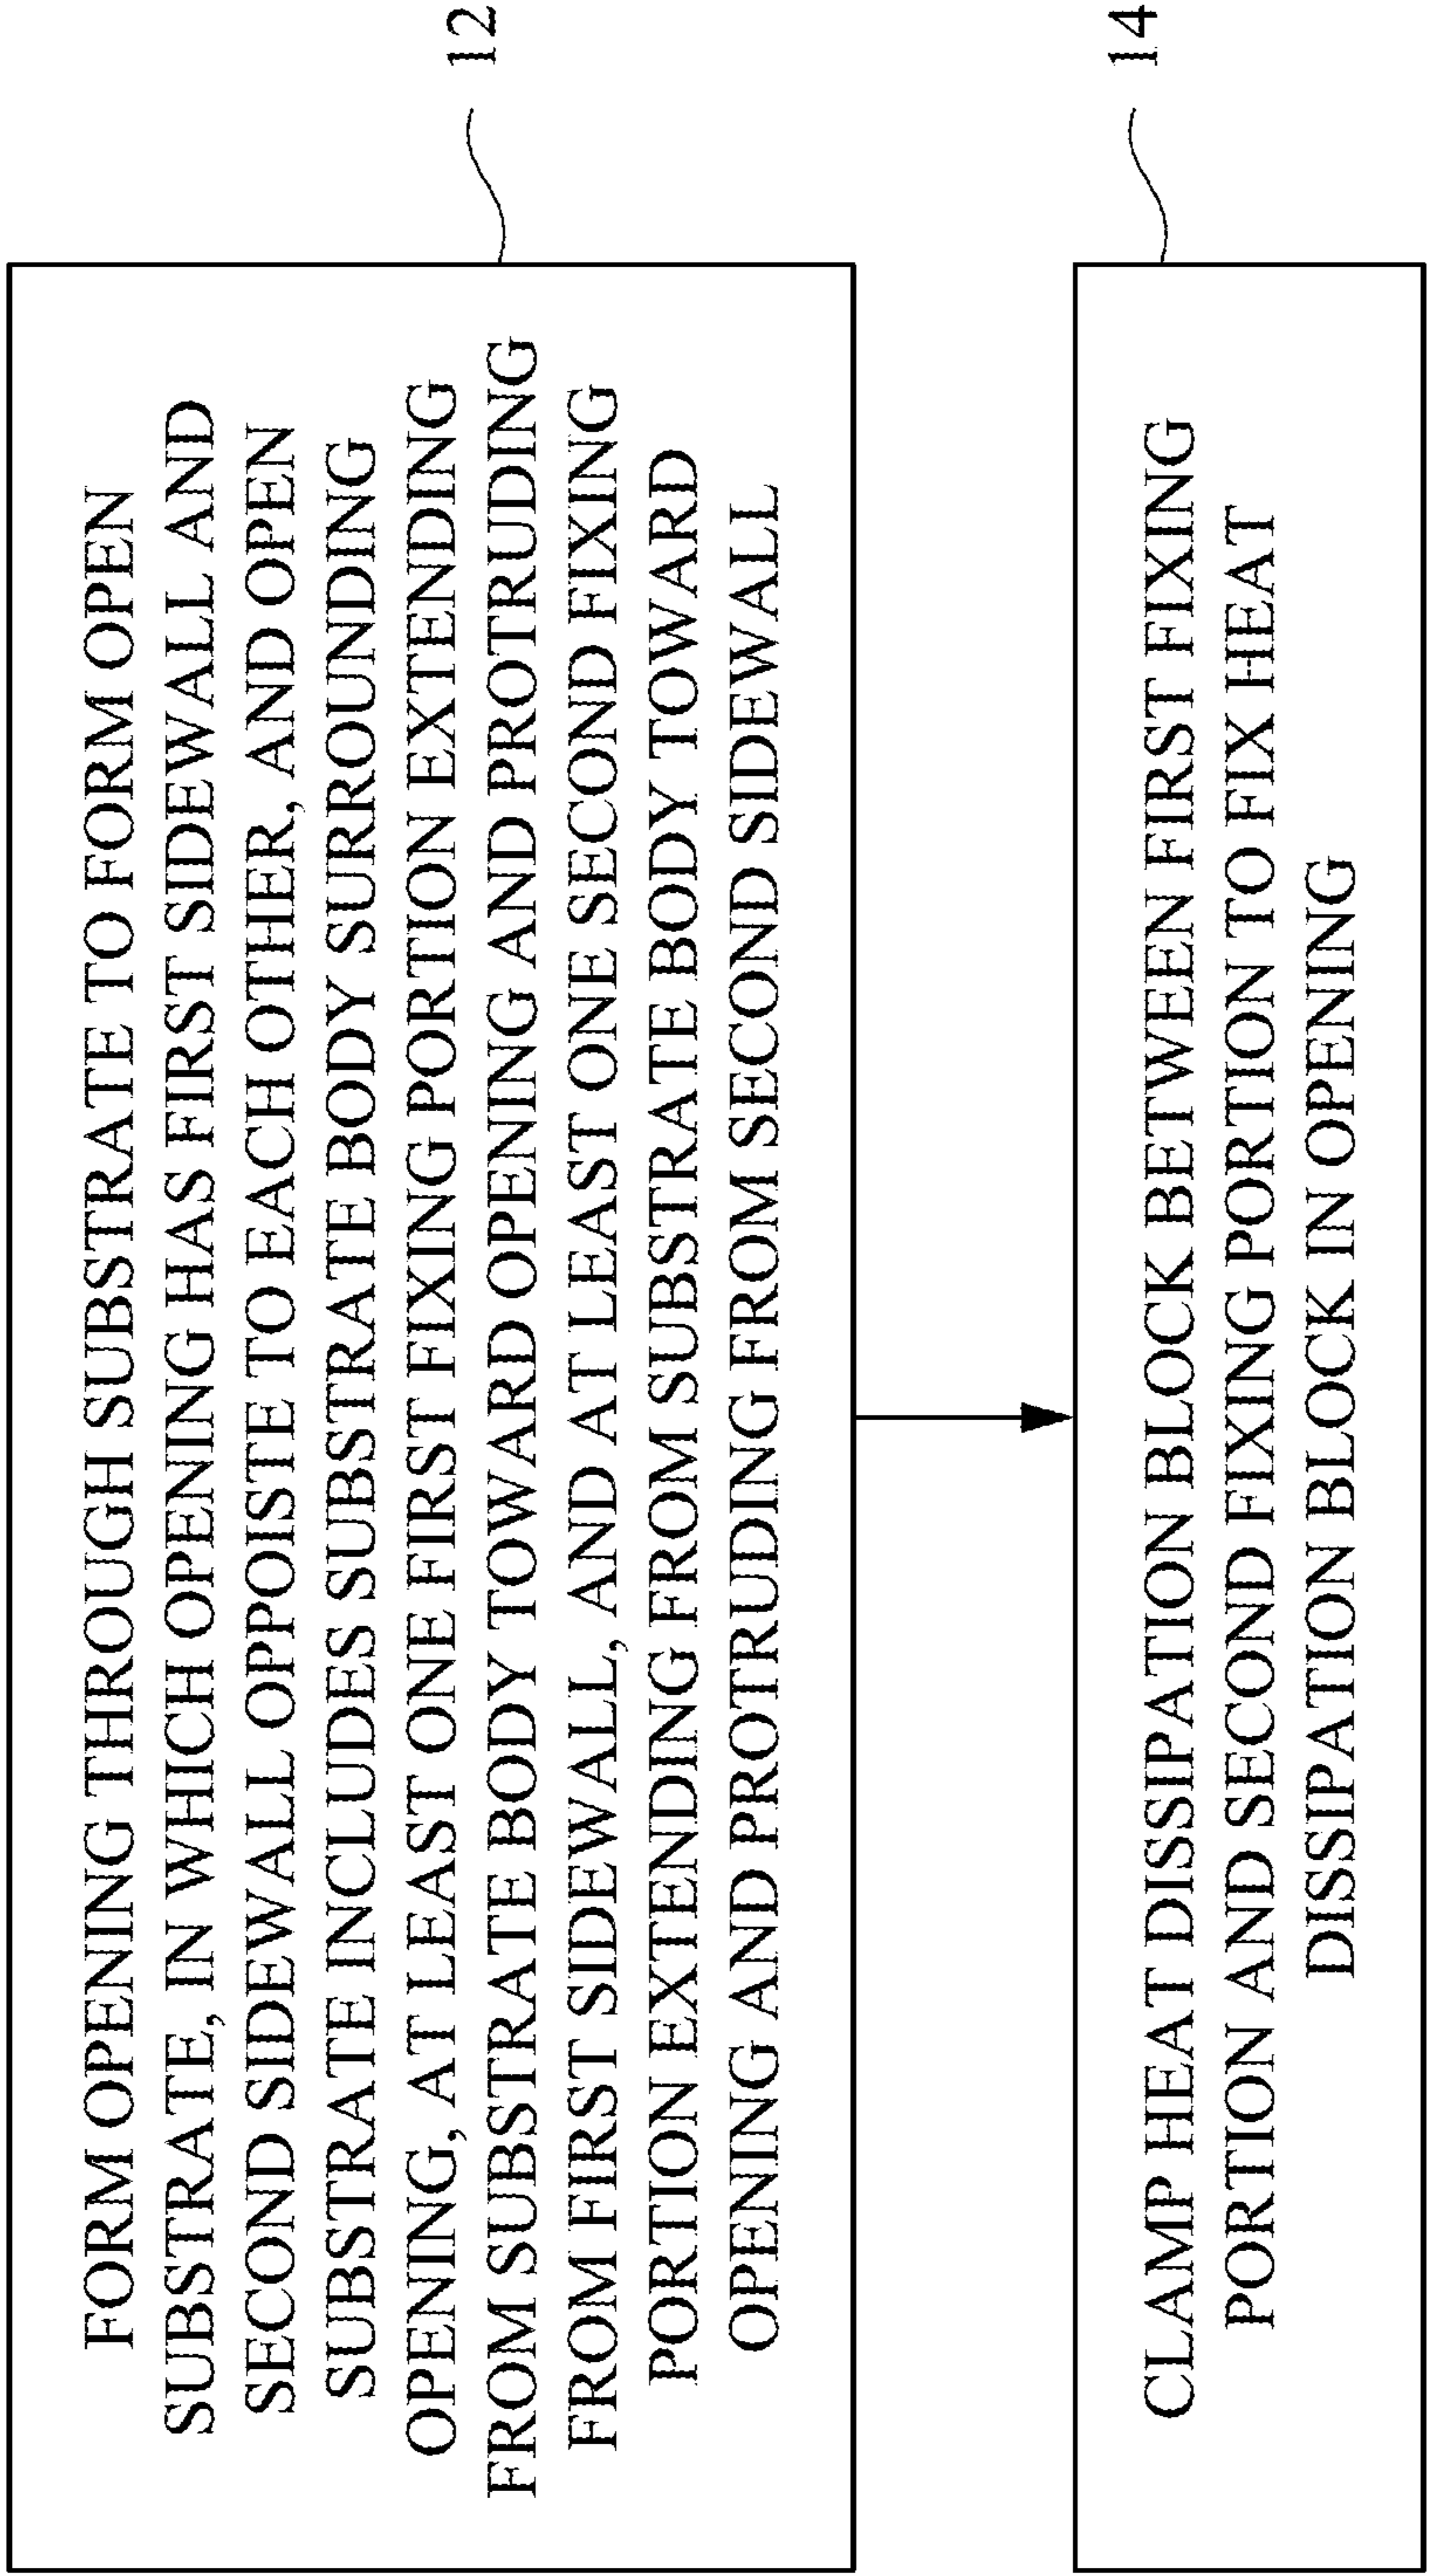 FORM OPENING THROUGH SUBSTRATE TO FORM OPEN
SUBSTRATE, IN WHICH OPENING HAS FIRST SIDEWALL AND
SECOND SIDEWALL OPPOISTE TO EACH OTHER, AND OPEN
SUBSTRATE INCLUDES SUBSTRATE BODY SURROUNDING
OPENING, AT LEAST ONE FIRST FIXING PORTION EXTENDING
FROM SUBSTRATE BODY TOWARD OPENING AND PROTRUDING
FROM FIRST SIDEWALL, AND AT LEAST ONE SECOND FIXING
PORTION EXTENDING FROM SUBSTRATE BODY TOWARD
OPENING AND PROTRUDING FROM SECOND SIDEWALL
12
CLAMP HEAT DISSIPATION BLOCK BETWEEN FIRST FIXING
PORTION AND SECOND FIXING PORTION TO FIX HEAT
DISSIPATION BLOCK IN OPENING
14